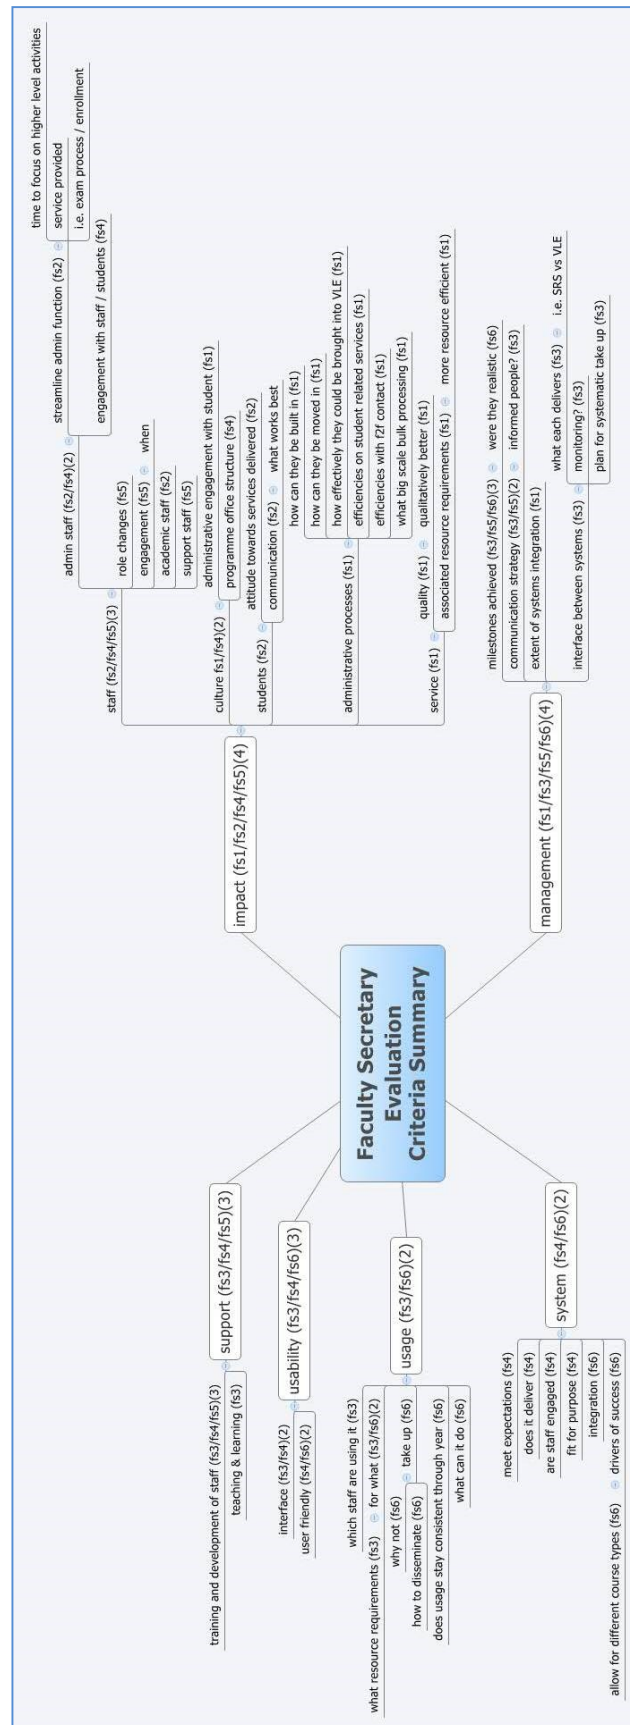 Faculty Secretary
Evaluation
Criteria Summary
impact (fs1/fs2/fs4/fs5)(4)
staff (fs2/fs4/fs5)(3)
admin staff (fs2/fs4)(2)
streamline admin function (fs2)
time to focus on higher level activities
service provided
i.e. exam process / enrollment
engagement with staff / students (fs4)
role changes (fs5)
engagement (fs5)
when
academic staff (fs2)
support staff (fs5)
culture fs1/fs4)(2)
administrative engagement with student (fs1)
programme office structure (fs4)
students (fs2)
attitude towards services delivered (fs2)
communication (fs2)
what works best
administrative processes (fs1)
how can they be built in (fs1)
how can they be moved in (fs1)
how effectively they could be brought into VLE (fs1)
efficiencies on student related services (fs1)
efficiencies with f2f contact (fs1)
what big scale bulk processing (fs1)
service (fs1)
quality (fs1)
qualitatively better (fs1)
associated resource requirements (fs1)
more resource efficient (fs1)
management (fs1/fs3/fs5/fs6)(4)
milestones achieved (fs3/fs5/fs6)(3)
were they realistic (fs6)
communication strategy (fs3/fs5)(2)
informed people? (fs3)
extent of systems integration (fs1)
interface between systems (fs3)
what each delivers (fs3)
i.e. SRS vs VLE
monitoring? (fs3)
plan for systematic take up (fs3)
support (fs3/fs4/fs5)(3)
training and development of staff (fs3/fs4/fs5)(3)
teaching & learning (fs3)
usability (fs3/fs4/fs6)(3)
interface (fs3/fs4)(2)
user friendly (fs4/fs6)(2)
usage (fs3/fs6)(2)
which staff are using it (fs3)
for what (fs3/fs6)(2)
what resource requirements (fs3)
take up (fs6)
why not (fs6)
how to disseminate (fs6)
does usage stay consistent through year (fs6)
what can it do (fs6)
system (fs4/fs6)(2)
meet expectations (fs4)
does it deliver (fs4)
are staff engaged (fs4)
fit for purpose (fs4)
integration (fs6)
drivers of success (fs6)
allow for different course types (fs6)